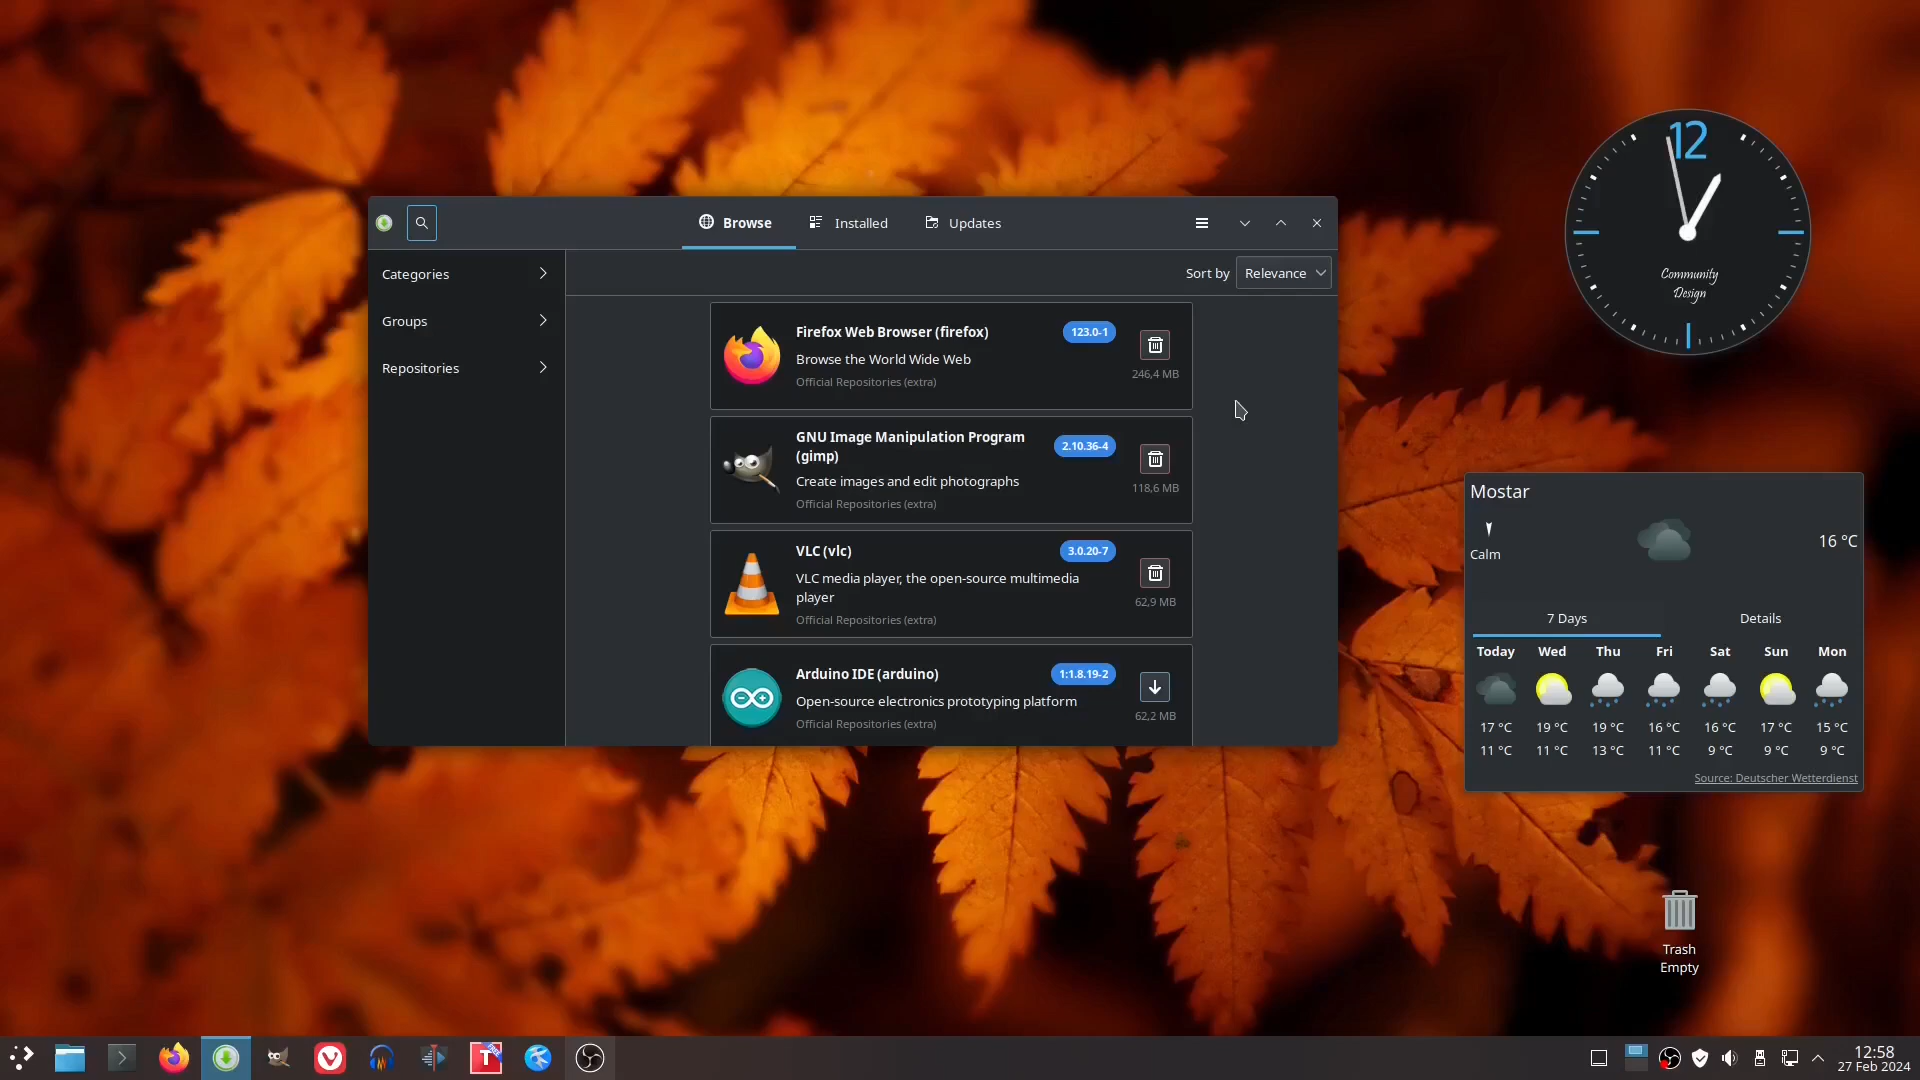 Browse
Installed
Updates
Categories
Groups
Repositories
Sort by
Relevance
Firefox Web Browser (firefox)
123.0-1
Browse the World Wide Web
Official Repositories (extra)
246,4 MB
GNU Image Manipulation Program
(gimp)
2.10.36-4
Create images and edit photographs
Official Repositories (extra)
118,6 MB
VLC (vlc)
3.0.20-7
VLC media player, the open-source multimedia
player
Official Repositories (extra)
62,9 MB
Arduino IDE (arduino)
1:1.8.19-2
Open-source electronics prototyping platform
Official Repositories (extra)
62,2 MB
12
Community
Design
Mostar
Calm
16 °C
7 Days
Details
Today Wed Thu Fri Sat Sun Mon
17 °C 19 °C 19 °C 16 °C 16 °C 17 °C 15 °C
11 °C 11 °C 13 °C 11 °C 9 °C 9 °C 9 °C
Source: Deutscher Wetterdienst
Trash
Empty
T
12:58
27 Feb 2024